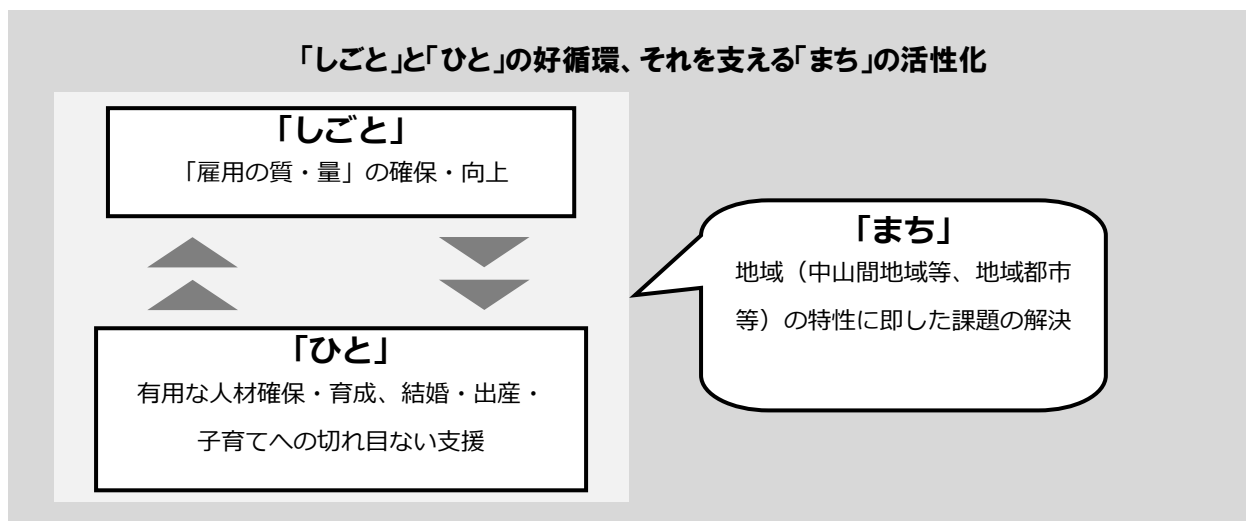 「しごと」と「ひと」の好循環、それを支える「まち」の活性化
「しごと」
「雇用の質・量」の確保・向上
「まち」
地域（中山間地域等、地域都市
等）の特性に即した課題の解決
「ひと」
有用な人材確保・育成、結婚・出産・
子育てへの切れ目ない支援